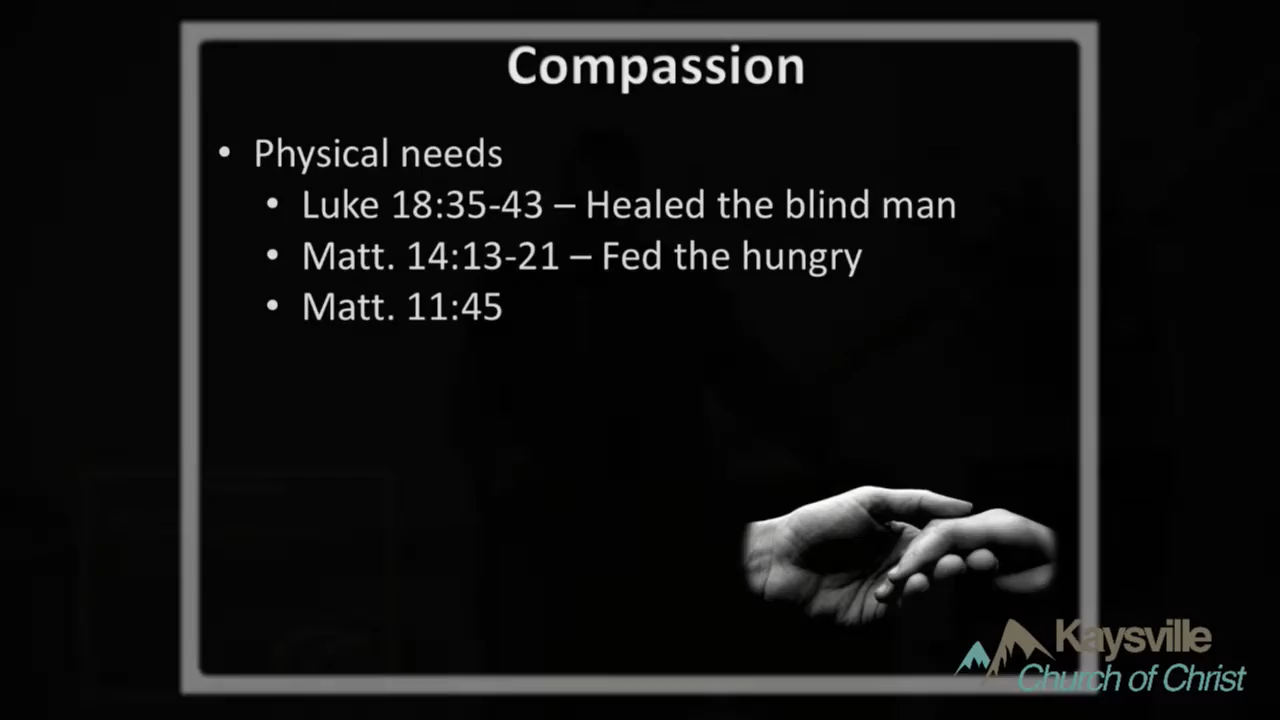 Compassion
• Physical needs
• Luke 18:35-43 – Healed the blind man
• Matt. 14:13-21 – Fed the hungry
• Matt. 11:45
Kaysville
Church of Christ